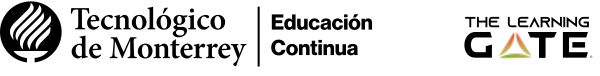 Tecnológico
de Monterrey
Educación
Continua
THE LEARNING
GATE